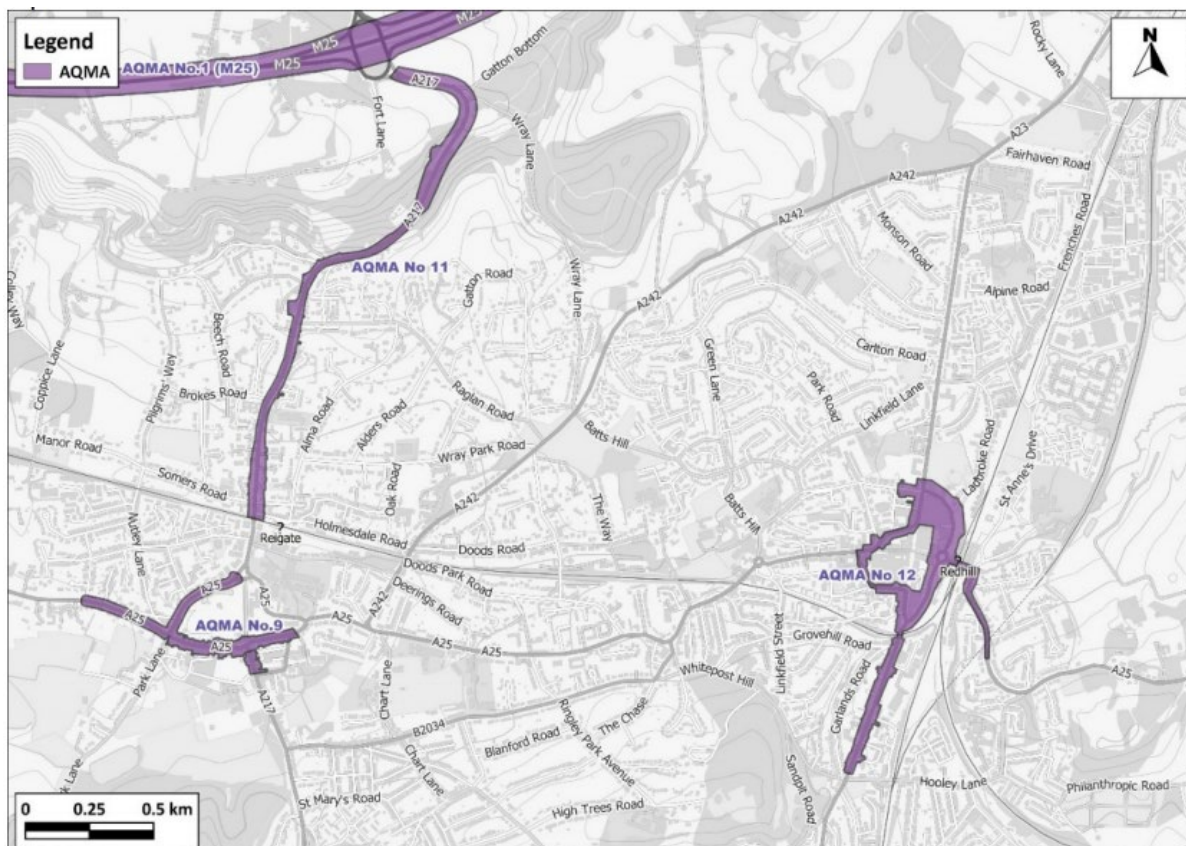 Legend
AQMA
N
AQMA No.1 (M25)
M25
M25
M25
A217
Gatton Bottom
Fort Lane
Wray Lane
Rocky Lane
A23
Fairhaven Road
A242
A217
AQMA No 11
A242
Monson Road
Frenches Road
Gatton Road
Wray Lane
A242
Alpine Road
Colley Way
Beech Road
Coppice Lane
Pilgrims' Way
Brokes Road
Green Lane
Carlton Road
Park Road
Linkfield Lane
Alma Road
Alders Road
Raglan Road
Batts Hill
Manor Road
Wray Park Road
Somers Road
Oak Road
A242
Ladbroke Road
St Anne's Drive
The Way
Batts Hill
Nutley Lane
?
Reigate
Holmesdale Road
Doods Road
Doods Park Road
?
Redhill
AQMA No 12
A25
A25
A25
Deerings Road
A242
A25
A25
AQMA No.9
A25
Park Lane
Linkfield Street
Grovehill Road
A25
Whitepost Hill
A217
Chart Lane
Garlands Road
B2034
Blanford Road
The Chase
Ringley Park Avenue
Chart Lane
Sandpit Road
Hooley Lane
Philanthropic Road
St Mary's Road
High Trees Road
0 0.25 0.5 km